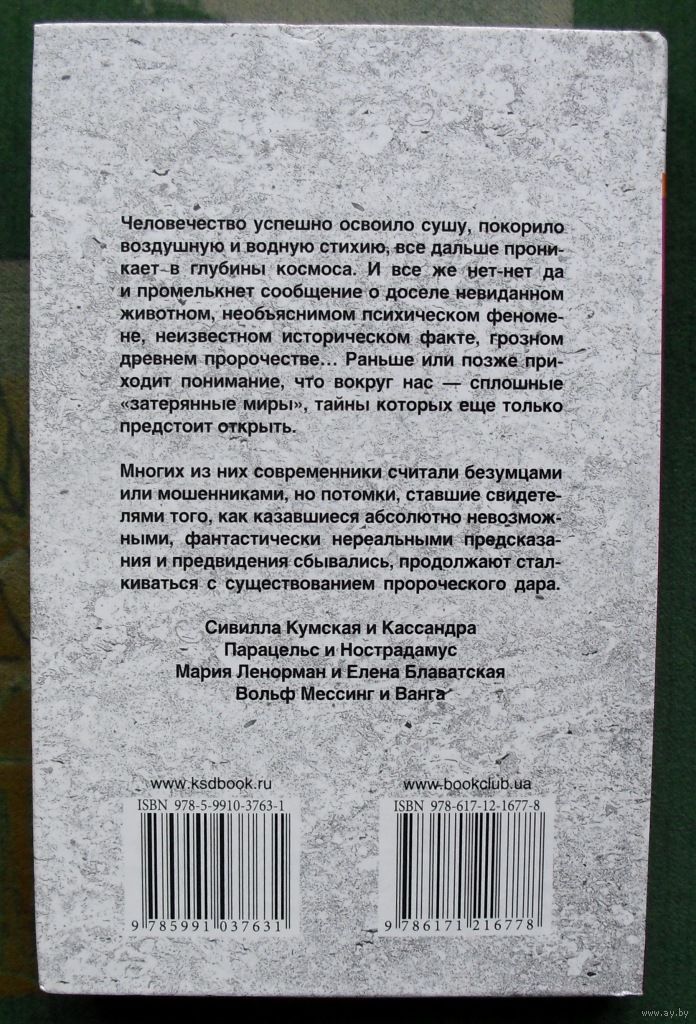 Человечество успешно освоило сушу, покорило
воздушную и водную стихию, все дальше прони-
кает в глубины космоса. И все же нет-нет да
и промелькнет сообщение о доселе невиданном
животном, необъяснимом психическом феноме-
не, неизвестном историческом факте, грозном
древнем пророчестве... Раньше или позже при-
ходит понимание, что вокруг нас — сплошные
«затерянные миры», тайны которых еще только
предстоит открыть.
Многих из них современники считали безумцами
или мошенниками, но потомки, ставшие свидете-
лями того, как казавшиеся абсолютно невозмож-
ными, фантастически нереальными предсказа-
ния и предвидения сбывались, продолжают стал-
киваться с существованием пророческого дара.
Сивилла Кумская и Кассандра
Парацельс и Нострадамус
Мария Ленорман и Елена Блаватская
Вольф Мессинг и Ванга
www.ksdbook.ru
ISBN 978-5-9910-3763-1
9 785991 037631
www.bookclub.ua
ISBN 978-617-12-1677-8
9 786171 216778
www.ay.by